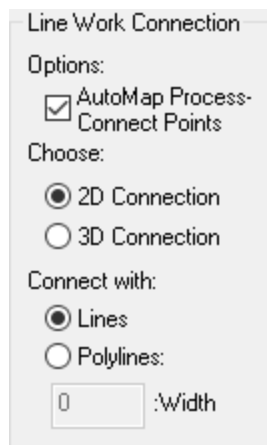 Line Work Connection
Options:
AutoMap Process-
Connect Points
Choose:
2D Connection
3D Connection
Connect with:
Lines
Polylines:
0 :Width